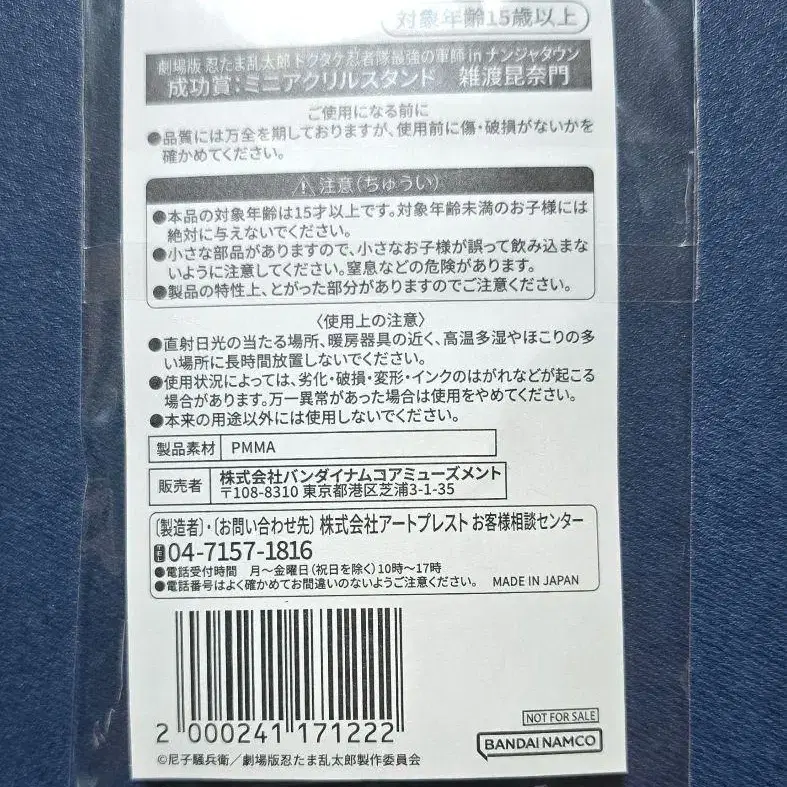 対象年齢15歳以上
劇場版 忍たま乱太郎 ドクタケ忍者隊最強の軍師 in ナンジャタウン
成功賞:ミニアクリルスタンド 雑渡昆奈門
ご使用になる前に
●品質には万全を期しておりますが、使用前に傷・破損がないかを
確かめてください。
⚠注意(ちゅうい)
●本品の対象年齢は15才以上です。対象年齢未満のお子様には
絶対に与えないでください。
●小さな部品がありますので、小さなお子様が誤って飲み込まな
いように注意してください。窒息などの危険があります。
●製品の特性上、とがった部分がありますのでご注意ください。
〈使用上の注意〉
●直射日光の当たる場所、暖房器具の近く、高温多湿やほこりの多
い場所に長時間放置しないでください。
●使用状況によっては、劣化・破損・変形・インクのはがれなどが起こる
場合があります。万一異常があった場合は使用をやめてください。
●本来の用途以外には使用しないでください。
製品素材 PMMA
販売者 株式会社バンダイナムコアミューズメント
〒108-8310 東京都港区芝浦3-1-35
〔製造者〕・〔お問い合わせ先〕株式会社アートプレスト お客様相談センター
TEL 04-7157-1816
●電話受付時間 月〜金曜日(祝日を除く)10時〜17時
●電話番号はよく確かめてお間違いのないようご注意ください。 MADE IN JAPAN
2 000241 171222
NOT FOR SALE
BANDAI NAMCO
©尼子騒兵衛/劇場版忍たま乱太郎製作委員会